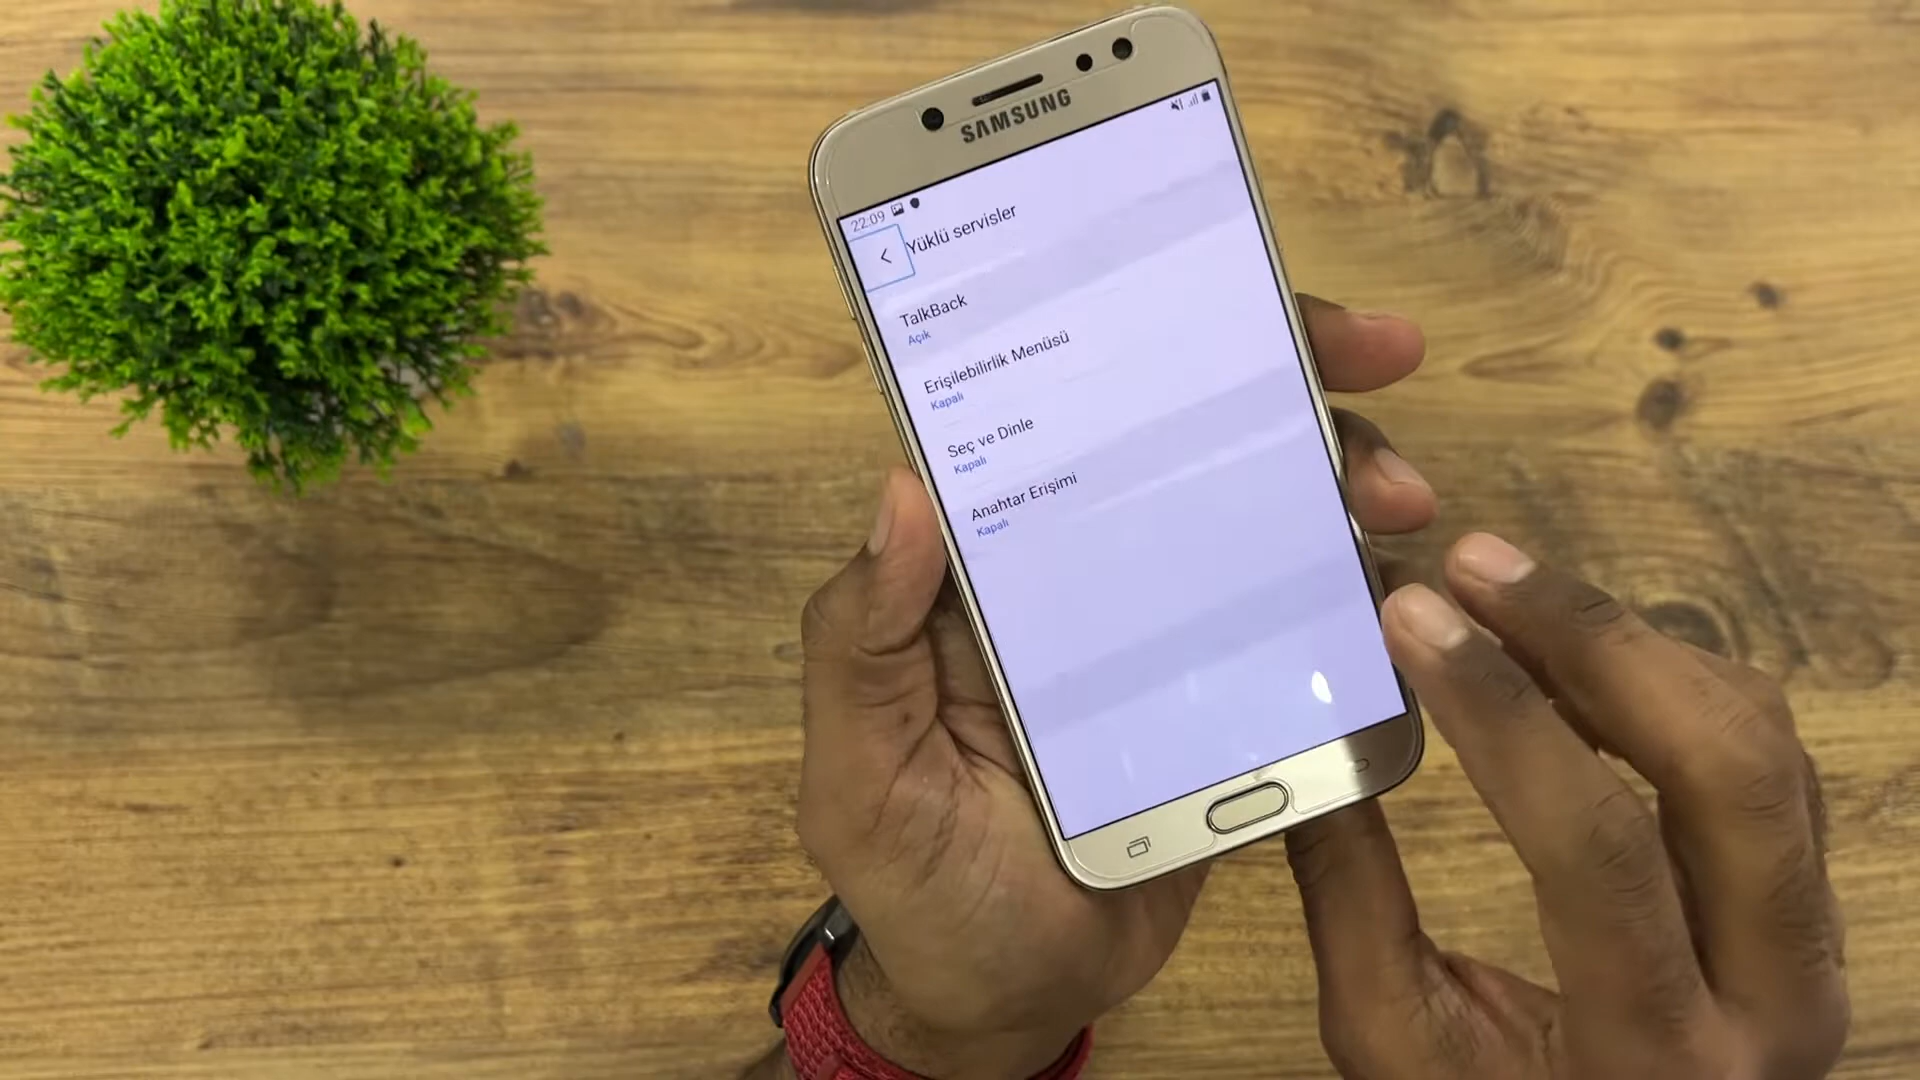 SAMSUNG
22:09
Yüklü servisler
TalkBack
Açık
Erişilebilirlik Menüsü
Kapalı
Seç ve Dinle
Kapalı
Anahtar Erişimi
Kapalı